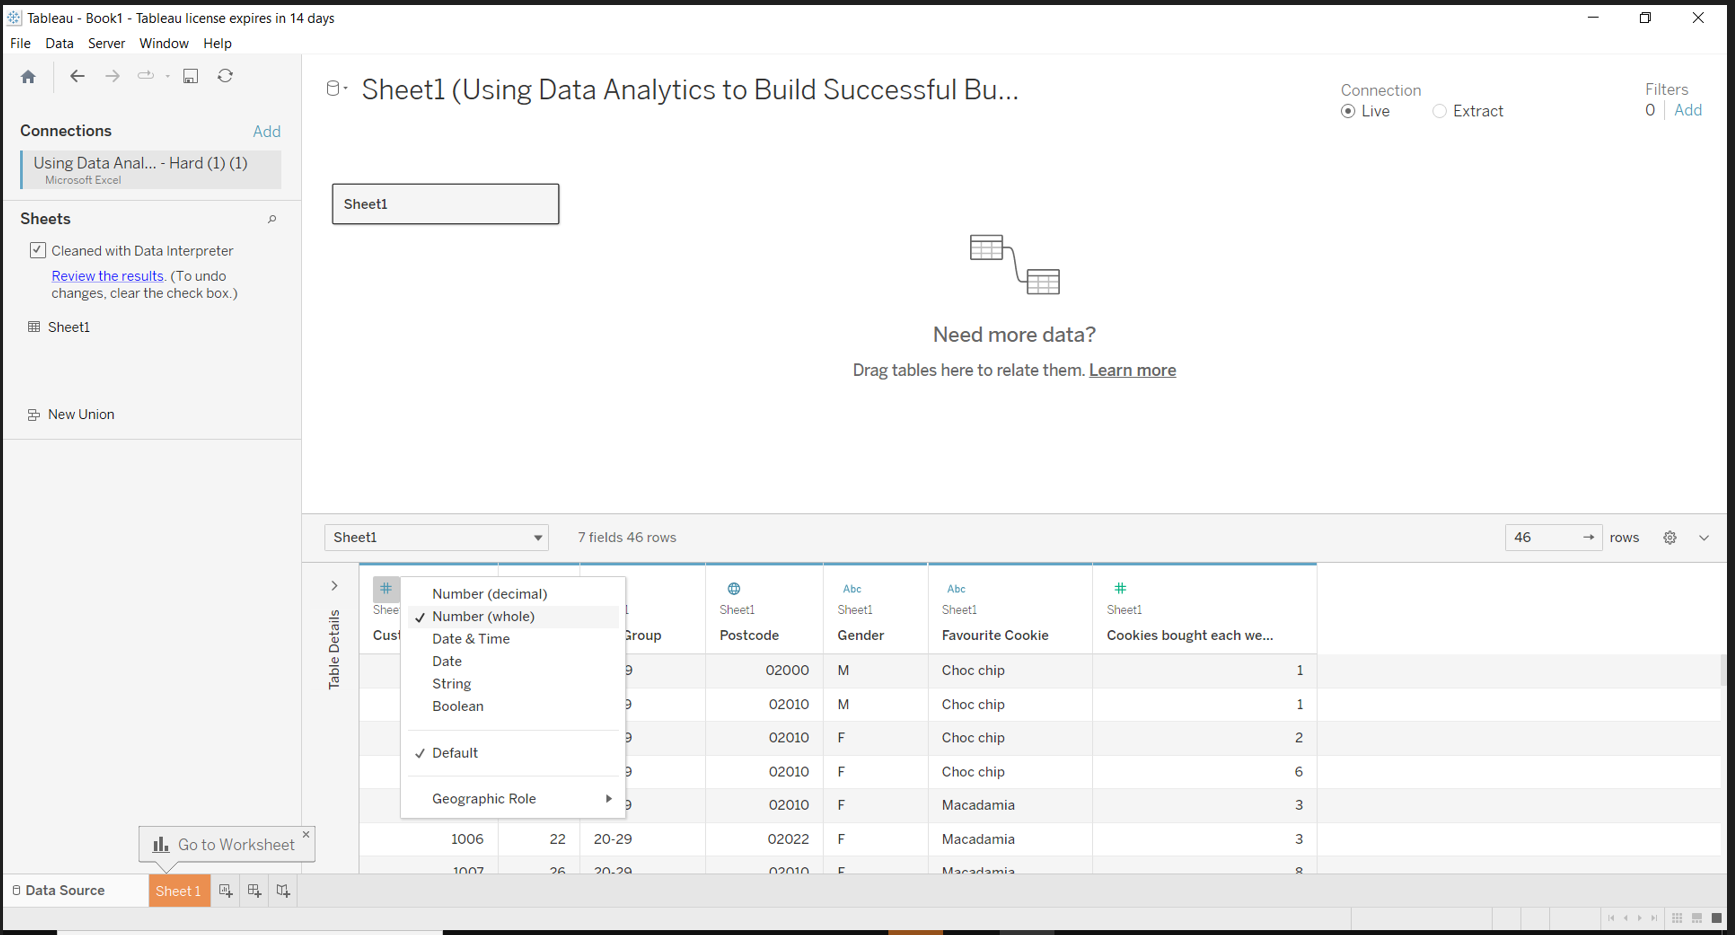 Tableau - Book1 - Tableau license expires in 14 days
File Data Server Window Help
Connections Add
Using Data Anal... - Hard (1) (1)
Microsoft Excel
Sheets
Cleaned with Data Interpreter
Review the results. (To undo
changes, clear the check box.)
Sheet1
New Union
Sheet1 (Using Data Analytics to Build Successful Bu...
Connection
Live Extract
Filters
0 Add
Sheet1
Need more data?
Drag tables here to relate them. Learn more
Sheet1 7 fields 46 rows 46 rows
Table Details
Number (decimal)
Number (whole)
Date & Time
Date
String
Boolean
Default
Geographic Role
Abc Abc
Sheet1 Sheet1 Sheet1 Sheet1
Cust Group Postcode Gender Favourite Cookie Cookies bought each we...
9 02000 M Choc chip 1
9 02010 M Choc chip 1
9 02010 F Choc chip 2
9 02010 F Choc chip 6
9 02010 F Macadamia 3
1006 22 20-29 02022 F Macadamia 3
1007 26 20-29 02010 F Macadamia 8
Go to Worksheet
Data Source Sheet 1